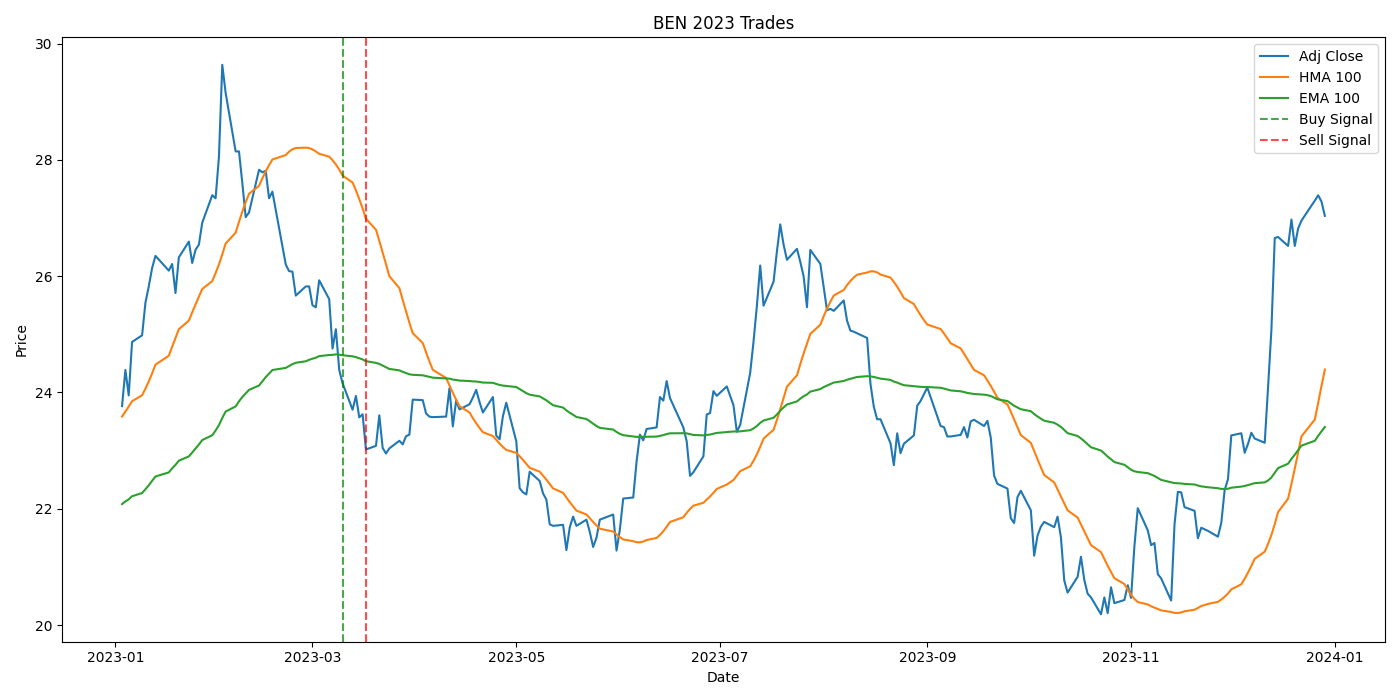 BEN 2023 Trades
Price
30
28
26
24
22
20
Adj Close
HMA 100
EMA 100
Buy Signal
Sell Signal
2023-01
2023-03
2023-05
2023-07
2023-09
2023-11
2024-01
Date